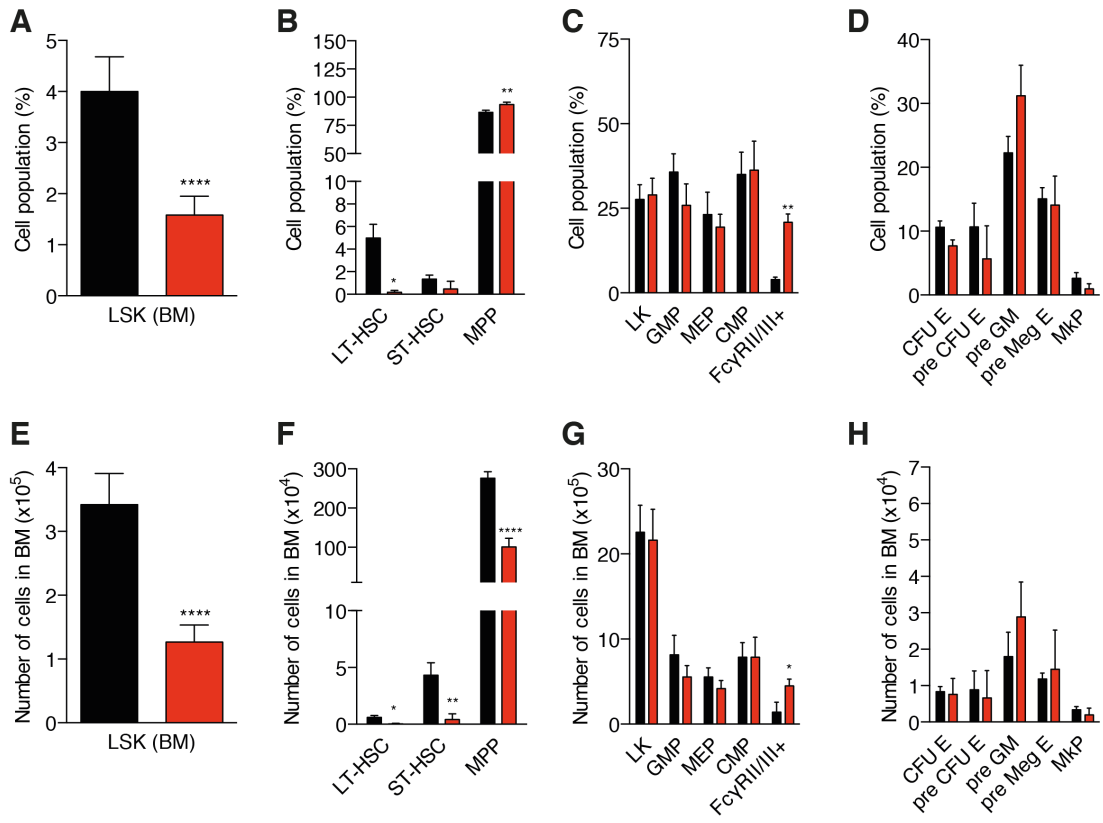 A
Cell population (%)
5
4
3
2
1
0
****
LSK (BM)
B
Cell population (%)
150
125
100
75
50
10
8
6
4
2
0
*
**
LT-HSC
ST-HSC
MPP
C
Cell population (%)
75
50
25
0
**
LK
GMP
MEP
CMP
FcγRII/III+
D
Cell population (%)
40
30
20
10
0
CFU E
pre CFU E
pre GM
pre Meg E
MkP
E
Number of cells in BM (x10⁵)
4
3
2
1
0
****
LSK (BM)
F
Number of cells in BM (x10⁴)
300
200
100
10
5
0
*
**
****
LT-HSC
ST-HSC
MPP
G
Number of cells in BM (x10⁵)
30
20
10
0
*
LK
GMP
MEP
CMP
FcγRII/III+
H
Number of cells in BM (x10⁴)
7
6
5
4
3
2
1
0
CFU E
pre CFU E
pre GM
pre Meg E
MkP